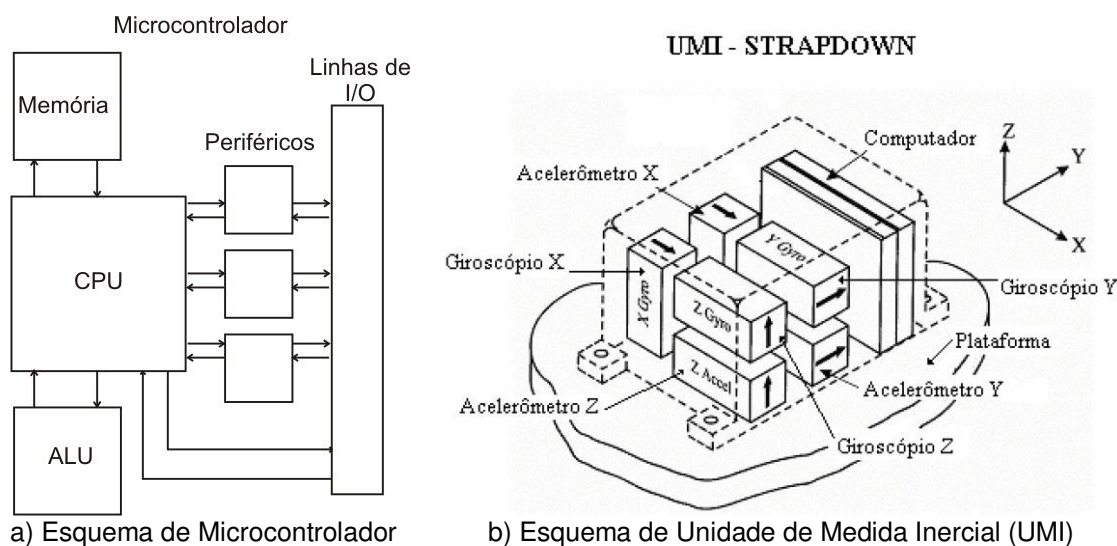 Microcontrolador
Memória
Linhas de
I/O
Periféricos
CPU
ALU
a) Esquema de Microcontrolador
UMI - STRAPDOWN
Computador
Z
Y
X
Acelerômetro X
Giroscópio X
X Gyro
Y Gyro
Z Gyro
Z Accel
Giroscópio Y
Plataforma
Acelerômetro Y
Acelerômetro Z
Giroscópio Z
b) Esquema de Unidade de Medida Inercial (UMI)